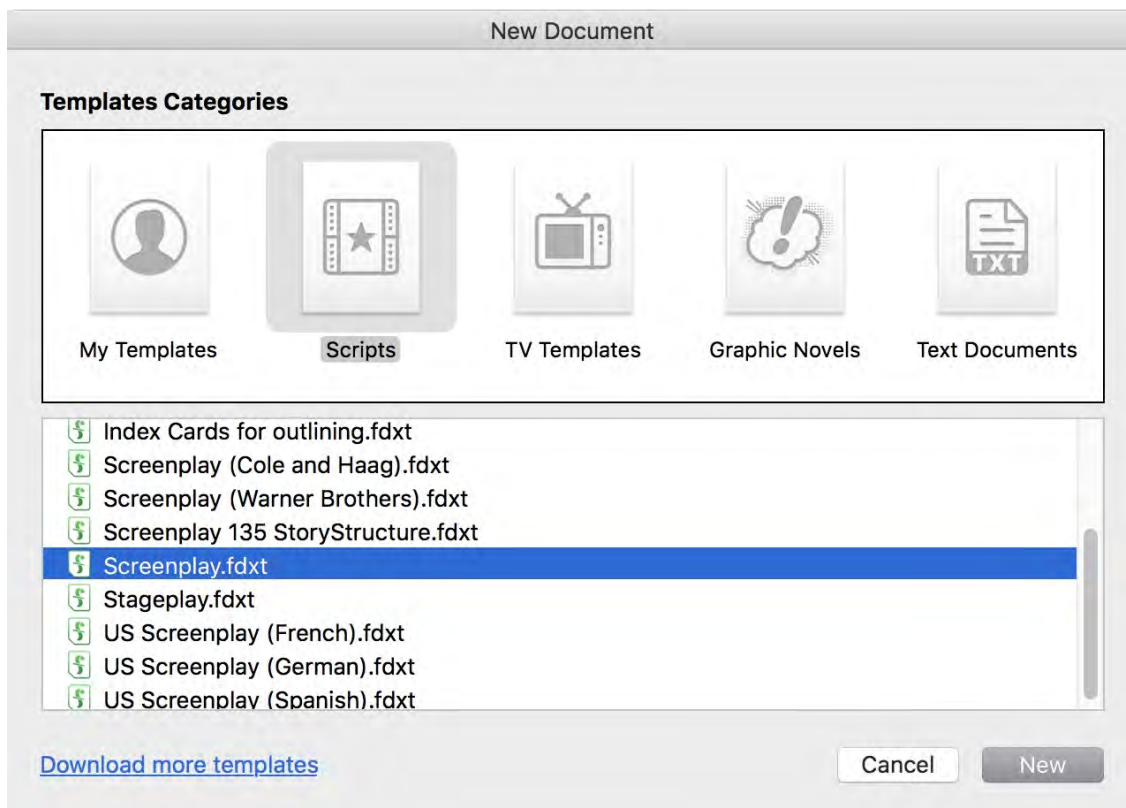 New Document
Templates Categories
TXT
My Templates
Scripts
TV Templates
Graphic Novels
Text Documents
Index Cards for outlining.fdxt
Screenplay (Cole and Haag).fdxt
Screenplay (Warner Brothers).fdxt
Screenplay 135 StoryStructure.fdxt
Screenplay.fdxt
Stageplay.fdxt
US Screenplay (French).fdxt
US Screenplay (German).fdxt
US Screenplay (Spanish).fdxt
Download more templates
Cancel
New